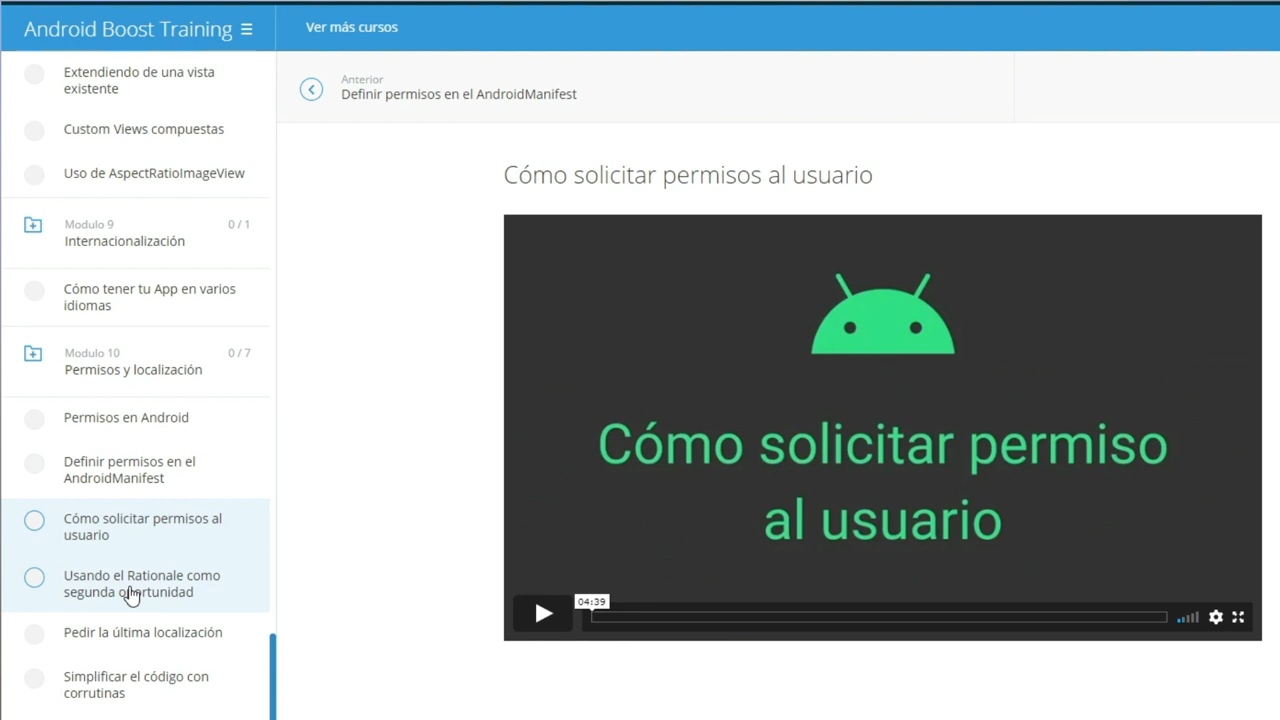 Android Boost Training
Ver más cursos
Extendiendo de una vista
existente
Custom Views compuestas
Uso de AspectRatioImageView
Modulo 9 0 / 1
Internacionalización
Cómo tener tu App en varios
idiomas
Modulo 10 0 / 7
Permisos y localización
Permisos en Android
Definir permisos en el
AndroidManifest
Cómo solicitar permisos al
usuario
Usando el Rationale como
segunda oportunidad
Pedir la última localización
Simplificar el código con
corrutinas
Anterior
Definir permisos en el AndroidManifest
Cómo solicitar permisos al usuario
Cómo solicitar permiso
al usuario
04:39